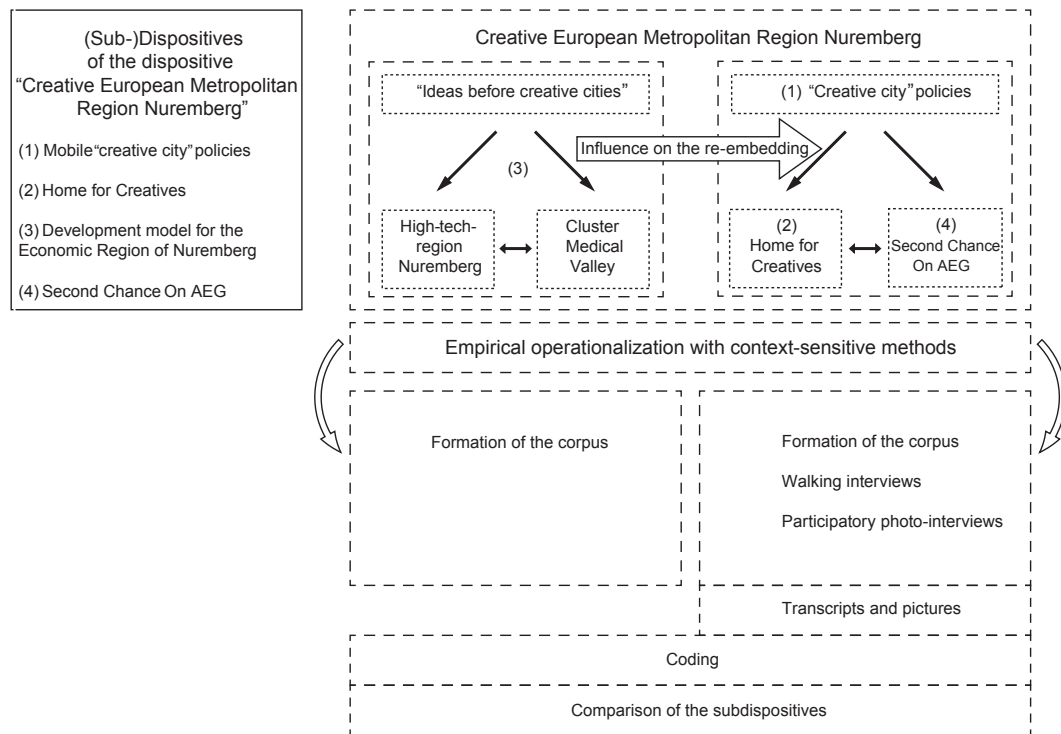 (Sub-)Dispositives
of the dispositive
“Creative European Metropolitan
Region Nuremberg”
(1) Mobile “creative city” policies
(2) Home for Creatives
(3) Development model for the
Economic Region of Nuremberg
(4) Second Chance On AEG
Creative European Metropolitan Region Nuremberg
“Ideas before creative cities”
(1) “Creative city” policies
Influence on the re-embedding
(3)
High-tech-
region
Nuremberg
Cluster
Medical
Valley
(2)
Home for
Creatives
(4)
Second Chance
On AEG
Empirical operationalization with context-sensitive methods
Formation of the corpus
Formation of the corpus
Walking interviews
Participatory photo-interviews
Transcripts and pictures
Coding
Comparison of the subdispositives